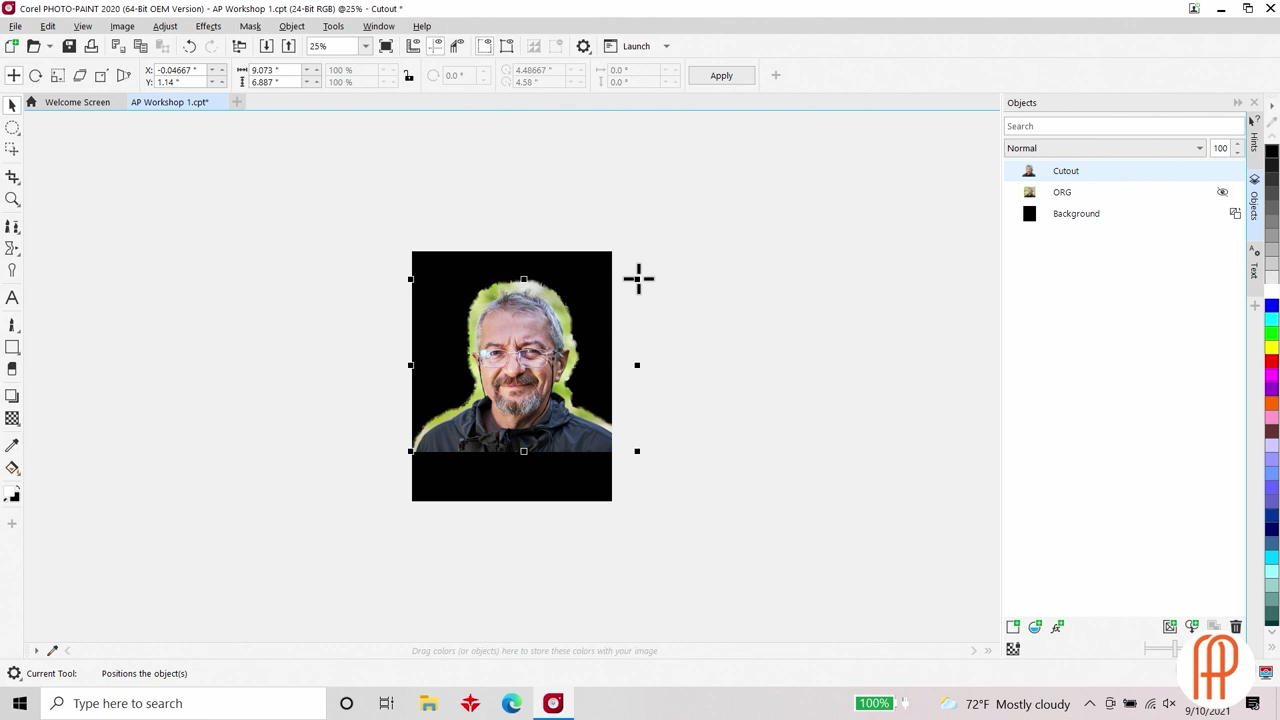 Corel PHOTO-PAINT 2020 (64-Bit OEM Version) - AP Workshop 1.cpt (24-Bit RGB) @25% - Cutout *
File Edit View Image Adjust Effects Mask Object Tools Window Help
25% Launch
X: -0.04667 " 9.073 " 100 % 0.0 ° 4.48667 " 0.0 ° Apply
Y: 1.14 " 6.887 " 100 % 4.58 " 0.0 °
Welcome Screen AP Workshop 1.cpt*
Objects
Search
Normal 100
Cutout
ORG
Background
Hints
Objects
Text
Drag colors (or objects) here to store these colors with your image
Current Tool: Positions the object(s)
Type here to search
100% 72°F Mostly cloudy
9/10/2021